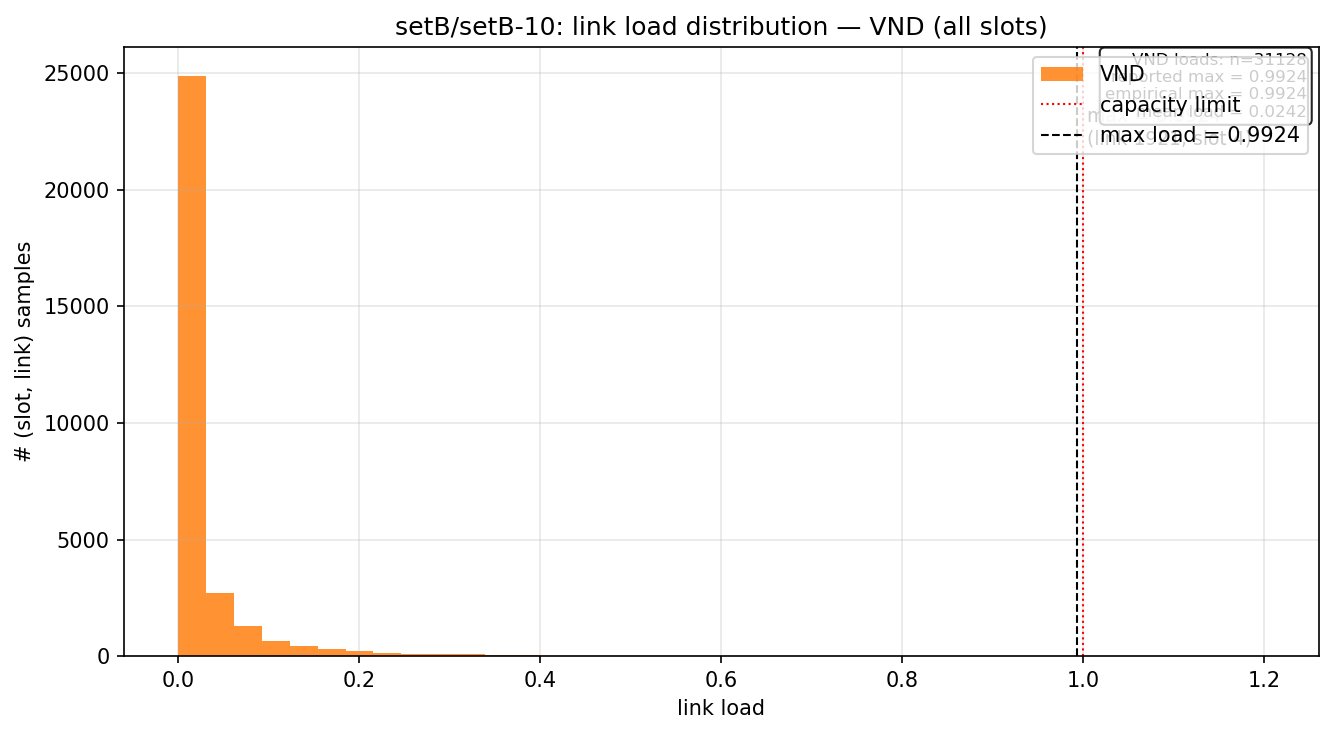 setB/setB-10: link load distribution — VND (all slots)
# (slot, link) samples
25000
20000
15000
10000
5000
0
VND loads: n=31128
max = 0.9924
empirical max = 0.9924
mean load = 0.0242
VND
capacity limit
max load = 0.9924
0.0
0.2
0.4
0.6
0.8
1.0
1.2
link load